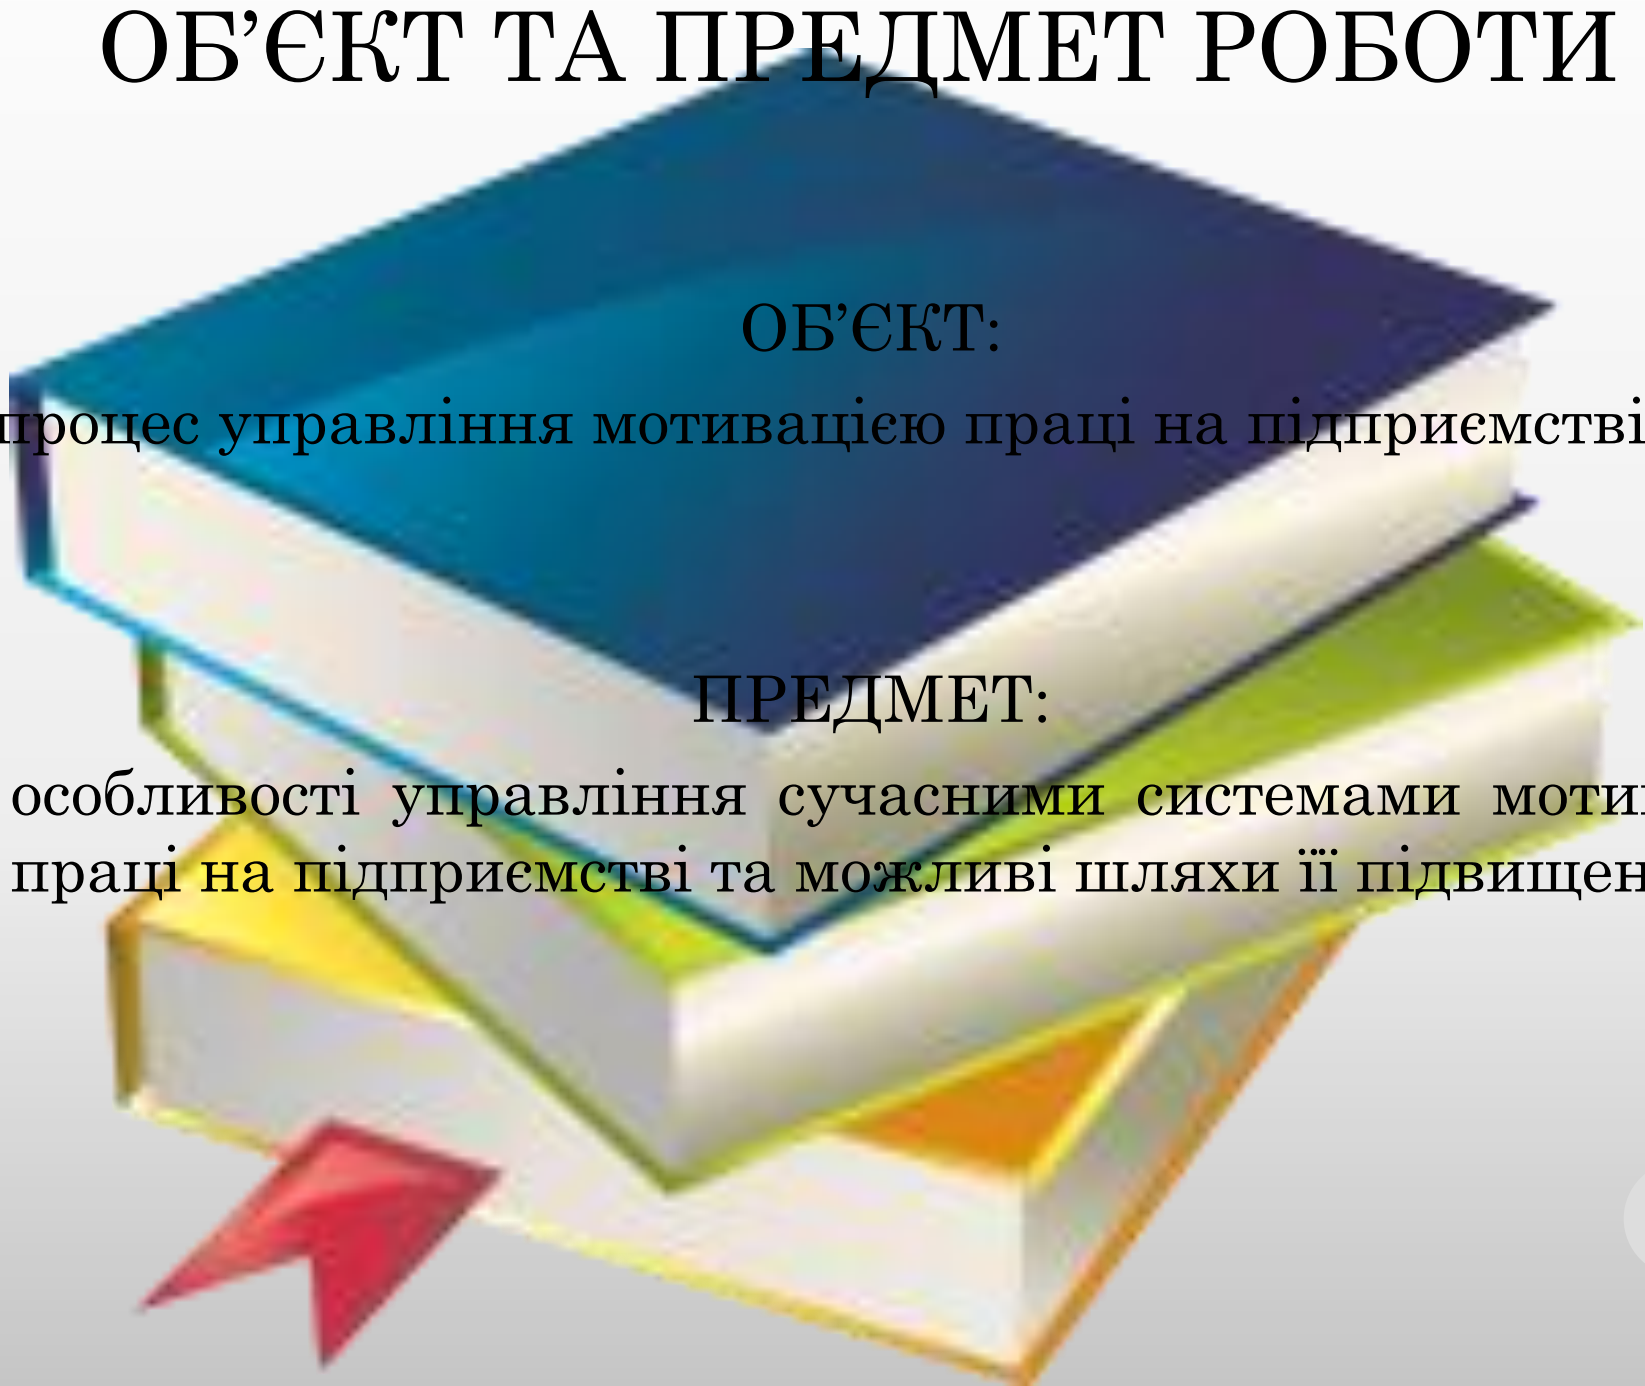 ОБ’ЄКТ ТА ПРЕДМЕТ РОБОТИ
ОБ’ЄКТ:
процес управління мотивацією праці на підприємстві
ПРЕДМЕТ:
особливості управління сучасними системами
праці на підприємстві та можливі шляхи її